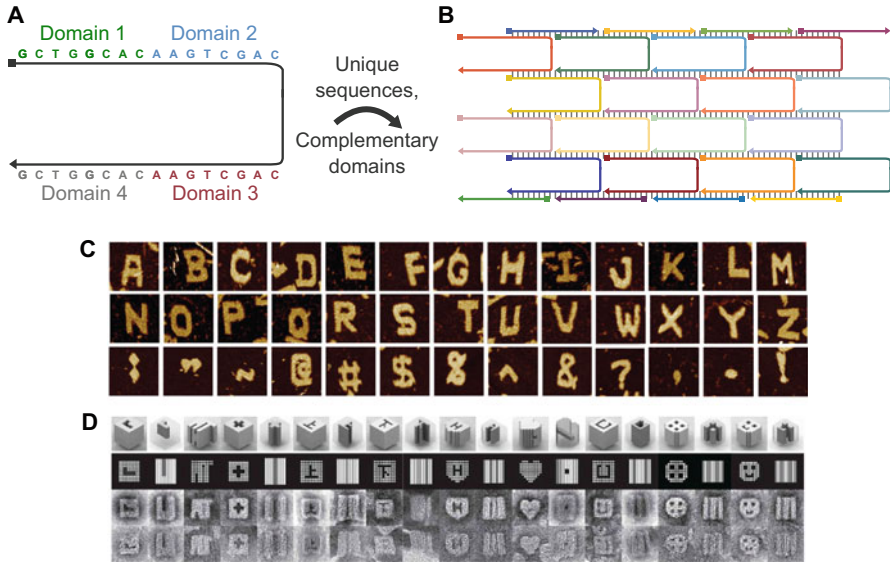 A
Domain 1 Domain 2
G C T G G C A C A A G T C G A C
G C T G G C A C A A G T C G A C
Domain 4 Domain 3
Unique
sequences,
Complementary
domains
B
C
A B C D E F G H I J K L M
N O P Q R S T U V W X Y Z
: " ~ @ # $ % ^ & ? , . !
D